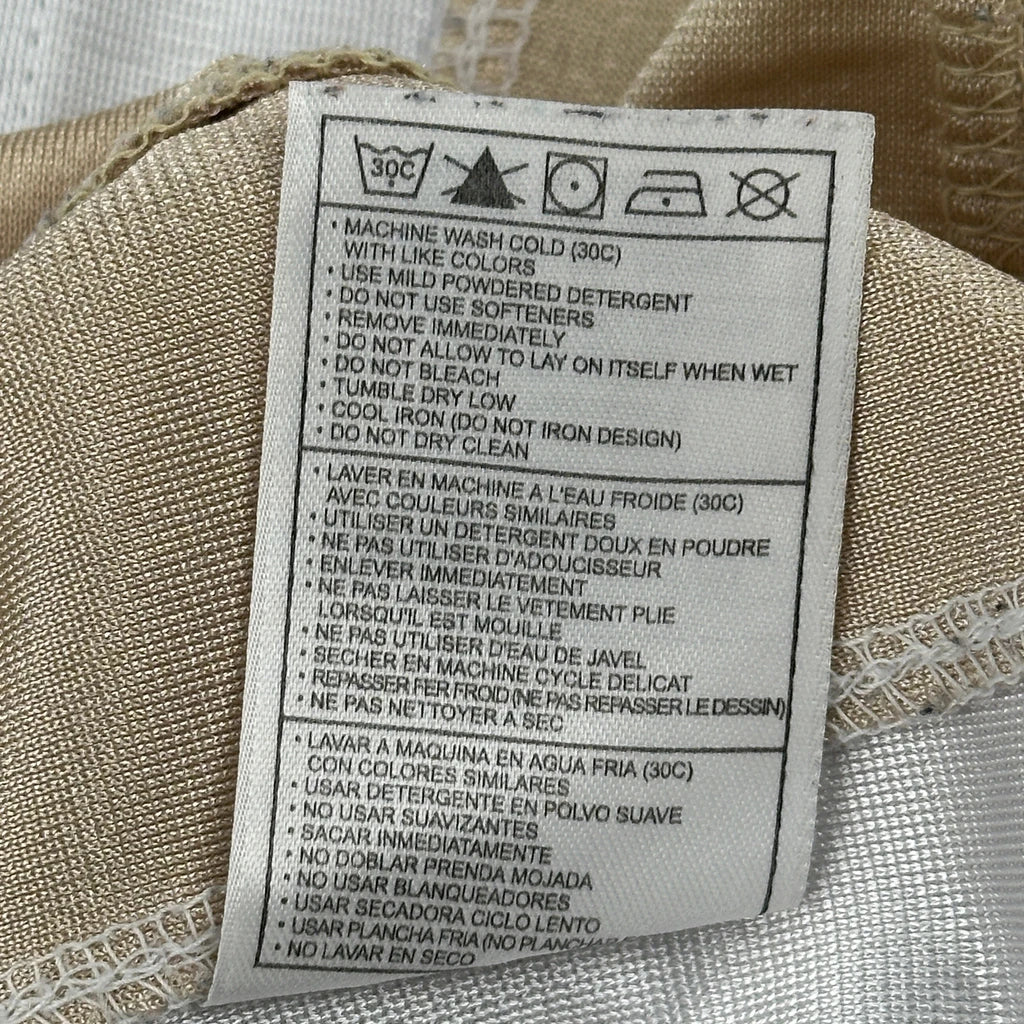 30C
• MACHINE WASH COLD (30C)
WITH LIKE COLORS
• USE MILD POWDERED DETERGENT
• DO NOT USE SOFTENERS
• REMOVE IMMEDIATELY
• DO NOT ALLOW TO LAY ON ITSELF WHEN WET
• DO NOT BLEACH
• TUMBLE DRY LOW
• COOL IRON (DO NOT IRON DESIGN)
• DO NOT DRY CLEAN
• LAVER EN MACHINE A L'EAU FROIDE (30C)
AVEC COULEURS SIMILAIRES
• UTILISER UN DETERGENT DOUX EN POUDRE
• NE PAS UTILISER D'ADOUCISSEUR
• ENLEVER IMMEDIATEMENT
• NE PAS LAISSER LE VETEMENT PLIE
LORSQU'IL EST MOUILLE
• NE PAS UTILISER D'EAU DE JAVEL
• SECHER EN MACHINE CYCLE DELICAT
• REPASSER FER FROID (NE PAS REPASSER LE DESSIN)
• NE PAS NETTOYER A SEC
• LAVAR A MAQUINA EN AGUA FRIA (30C)
CON COLORES SIMILARES
• USAR DETERGENTE EN POLVO SUAVE
• NO USAR SUAVIZANTES
• SACAR INMEDIATAMENTE
• NO DOBLAR PRENDA MOJADA
• NO USAR BLANQUEADORES
• USAR SECADORA CICLO LENTO
• USAR PLANCHA FRIA (NO PLANCHAR
• NO LAVAR EN SECO